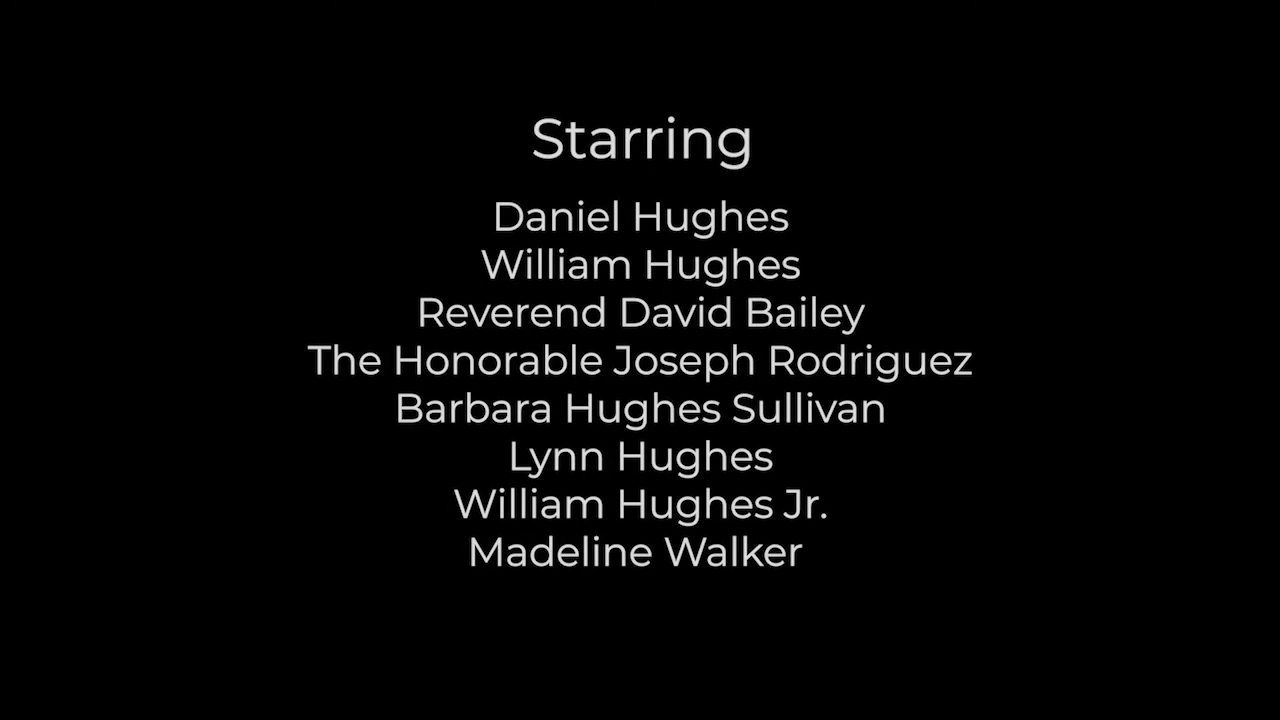 Starring
Daniel Hughes
William Hughes
Reverend David Bailey
The Honorable Joseph Rodriguez
Barbara Hughes Sullivan
Lynn Hughes
William Hughes Jr.
Madeline Walker